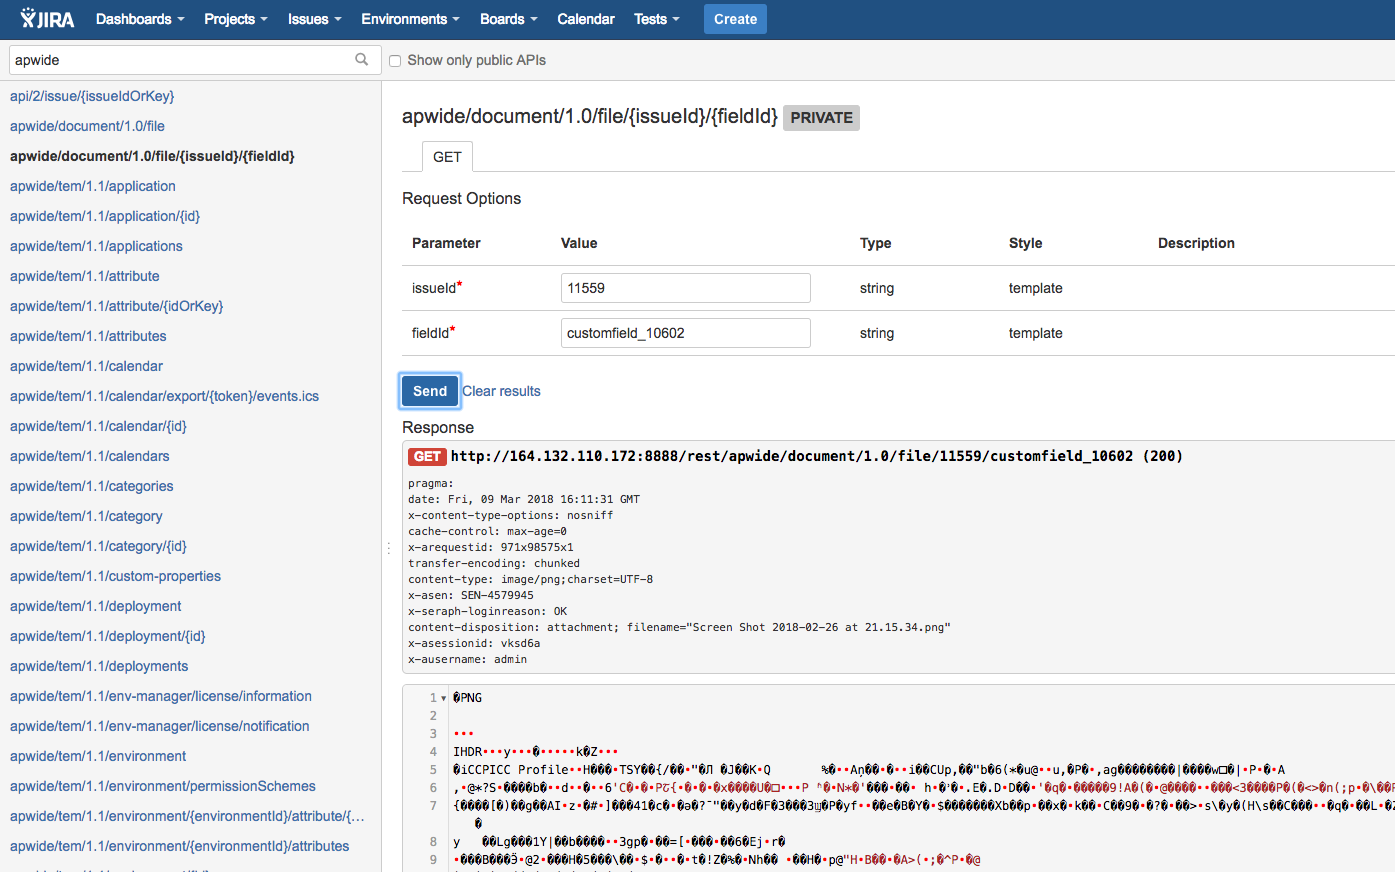 JIRA Dashboards Projects Issues Environments Boards Calendar Tests Create
apwide Show only public APIs
api/2/issue/{issueIdOrKey}
apwide/document/1.0/file
apwide/document/1.0/file/{issueId}/{fieldId}
apwide/tem/1.1/application
apwide/tem/1.1/application/{id}
apwide/tem/1.1/applications
apwide/tem/1.1/attribute
apwide/tem/1.1/attribute/{idOrKey}
apwide/tem/1.1/attributes
apwide/tem/1.1/calendar
apwide/tem/1.1/calendar/export/{token}/events.ics
apwide/tem/1.1/calendar/{id}
apwide/tem/1.1/calendars
apwide/tem/1.1/categories
apwide/tem/1.1/category
apwide/tem/1.1/category/{id}
apwide/tem/1.1/custom-properties
apwide/tem/1.1/deployment
apwide/tem/1.1/deployment/{id}
apwide/tem/1.1/deployments
apwide/tem/1.1/env-manager/license/information
apwide/tem/1.1/env-manager/license/notification
apwide/tem/1.1/environment
apwide/tem/1.1/environment/permissionSchemes
apwide/tem/1.1/environment/{environmentId}/attribute/{...
apwide/tem/1.1/environment/{environmentId}/attributes
apwide/document/1.0/file/{issueId}/{fieldId} PRIVATE
GET
Request Options
Parameter Value Type Style Description
issueId* 11559 string template
fieldId* customfield_10602 string template
Send Clear results
Response
GET http://164.132.110.172:8888/rest/apwide/document/1.0/file/11559/customfield_10602 (200)
pragma:
date: Fri, 09 Mar 2018 16:11:31 GMT
x-content-type-options: nosniff
cache-control: max-age=0
x-arequestid: 971x98575x1
transfer-encoding: chunked
content-type: image/png;charset=UTF-8
x-asen: SEN-4579945
x-seraph-loginreason: OK
content-disposition: attachment; filename="Screen Shot 2018-02-26 at 21.15.34.png"
x-asessionid: vksd6a
x-ausername: admin
1 �PNG
2
3 •••
4 IHDR•••y•••�•••••k�Z•••
5 �iCCPICC Profile
6
7
8
9